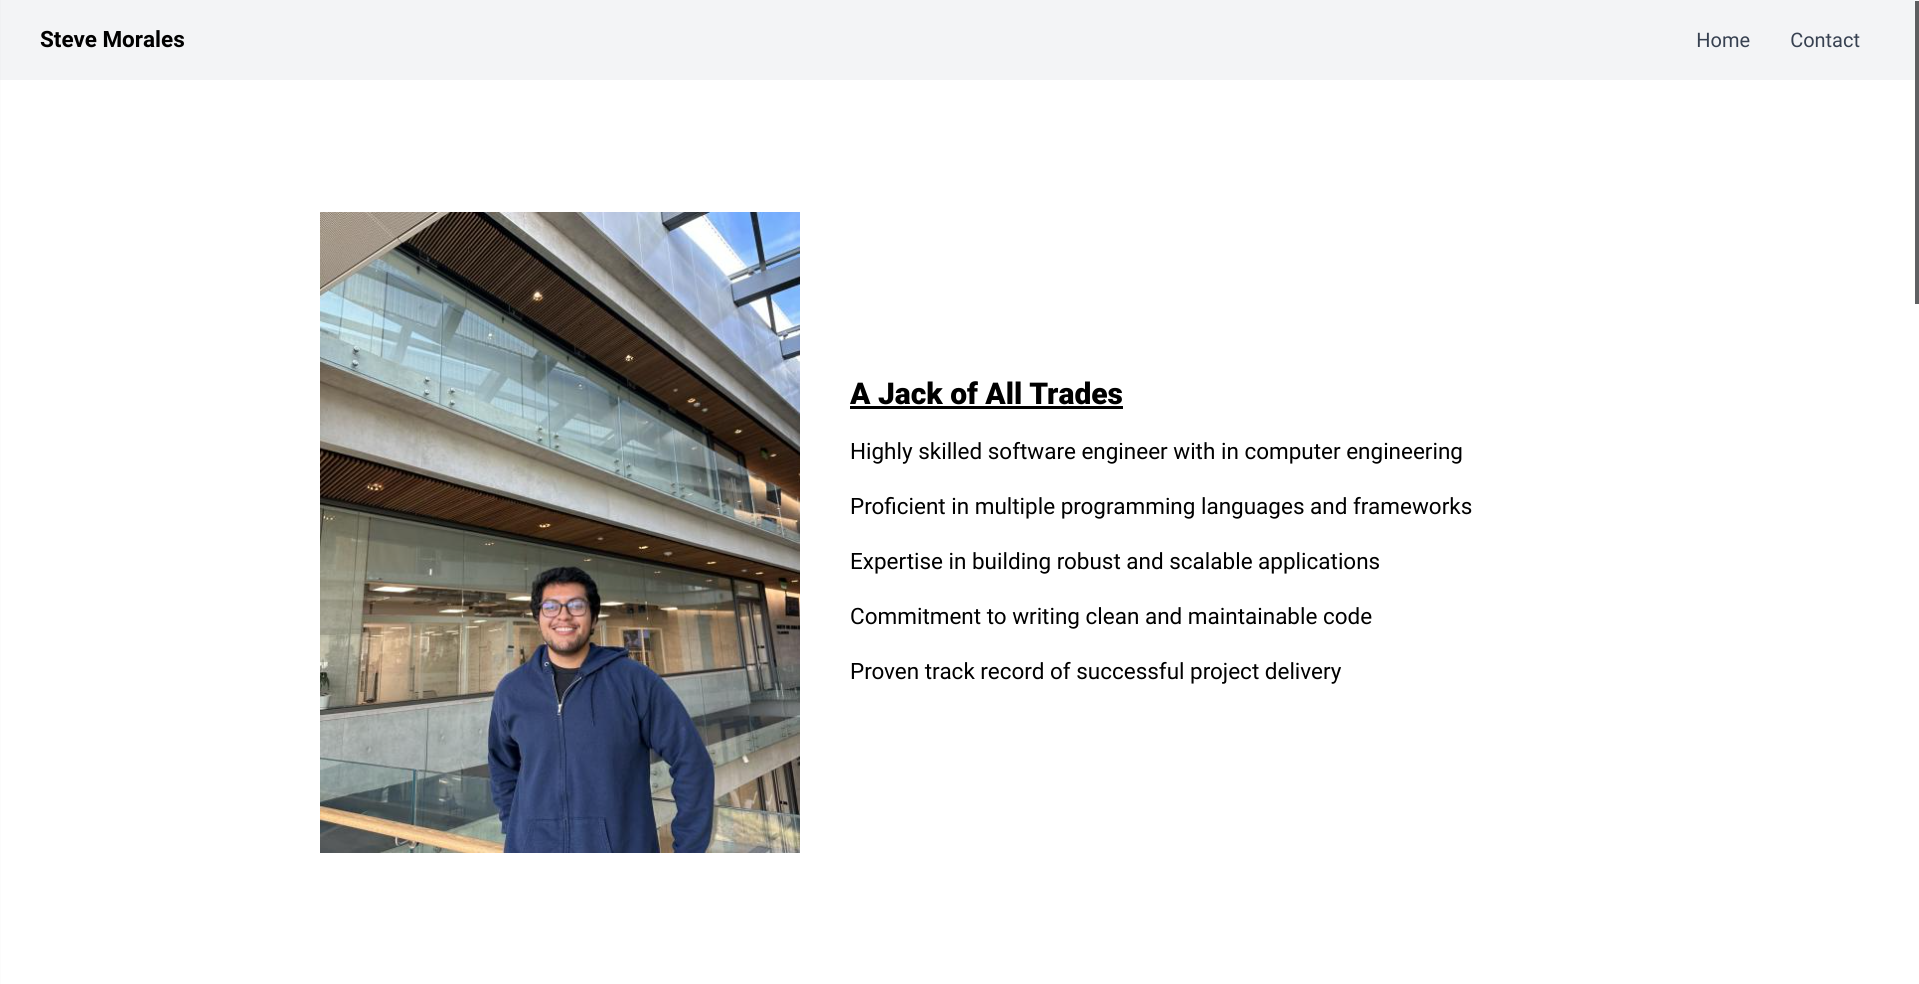 Steve Morales
Home Contact
A Jack of All Trades
Highly skilled software engineer with in computer engineering
Proficient in multiple programming languages and frameworks
Expertise in building robust and scalable applications
Commitment to writing clean and maintainable code
Proven track record of successful project delivery